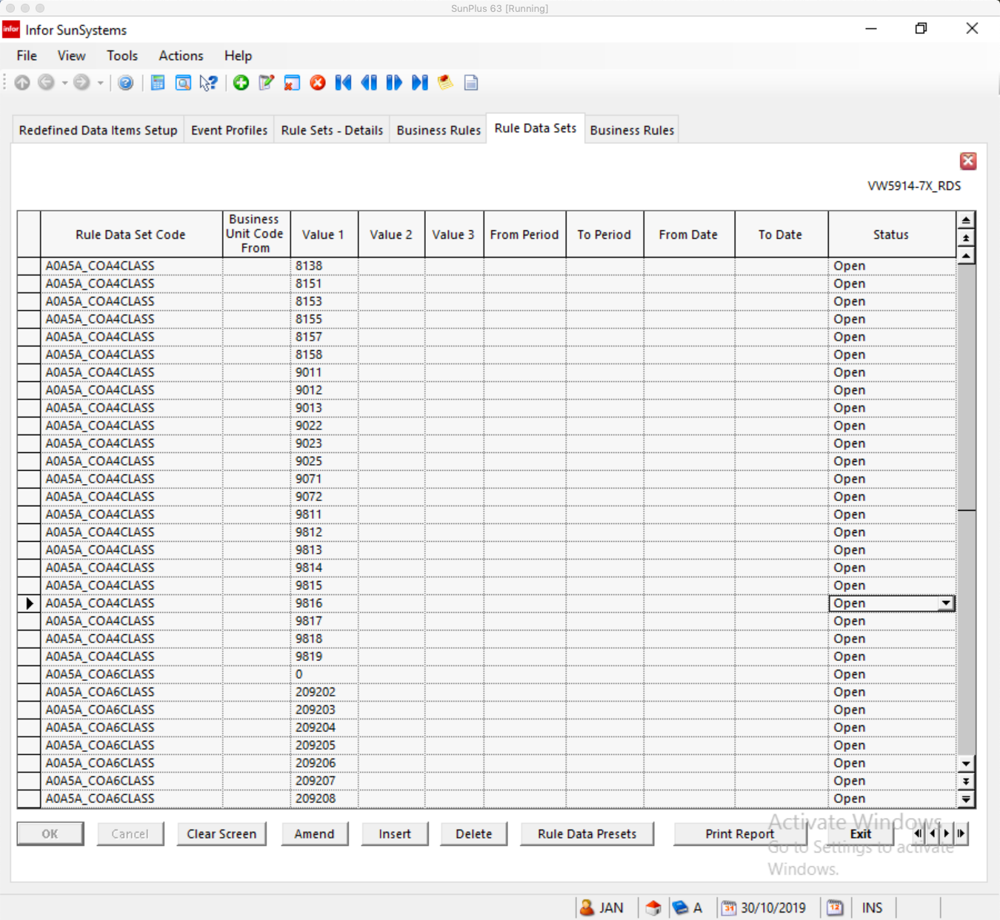 SunPlus 63 [Running]
infor Infor SunSystems
File View Tools Actions Help
Redefined Data Items Setup Event Profiles Rule Sets - Details Business Rules Rule Data Sets Business Rules
VW5914-7X_RDS
Rule Data Set Code Business Unit Code From Value 1 Value 2 Value 3 From Period To Period From Date To Date Status
A0A5A_COA4CLASS 8138 Open
A0A5A_COA4CLASS 8151 Open
A0A5A_COA4CLASS 8153 Open
A0A5A_COA4CLASS 8155 Open
A0A5A_COA4CLASS 8157 Open
A0A5A_COA4CLASS 8158 Open
A0A5A_COA4CLASS 9011 Open
A0A5A_COA4CLASS 9012 Open
A0A5A_COA4CLASS 9013 Open
A0A5A_COA4CLASS 9022 Open
A0A5A_COA4CLASS 9023 Open
A0A5A_COA4CLASS 9025 Open
A0A5A_COA4CLASS 9071 Open
A0A5A_COA4CLASS 9072 Open
A0A5A_COA4CLASS 9811 Open
A0A5A_COA4CLASS 9812 Open
A0A5A_COA4CLASS 9813 Open
A0A5A_COA4CLASS 9814 Open
A0A5A_COA4CLASS 9815 Open
A0A5A_COA4CLASS 9816 Open
A0A5A_COA4CLASS 9817 Open
A0A5A_COA4CLASS 9818 Open
A0A5A_COA4CLASS 9819 Open
A0A5A_COA6CLASS 0 Open
A0A5A_COA6CLASS 209202 Open
A0A5A_COA6CLASS 209203 Open
A0A5A_COA6CLASS 209204 Open
A0A5A_COA6CLASS 209205 Open
A0A5A_COA6CLASS 209206 Open
A0A5A_COA6CLASS 209207 Open
A0A5A_COA6CLASS 209208 Open
OK Cancel Clear Screen Amend Insert Delete Rule Data Presets Print Report Exit
Activate Windows
Go to Settings to activate
Windows.
JAN A 31 30/10/2019 12 INS